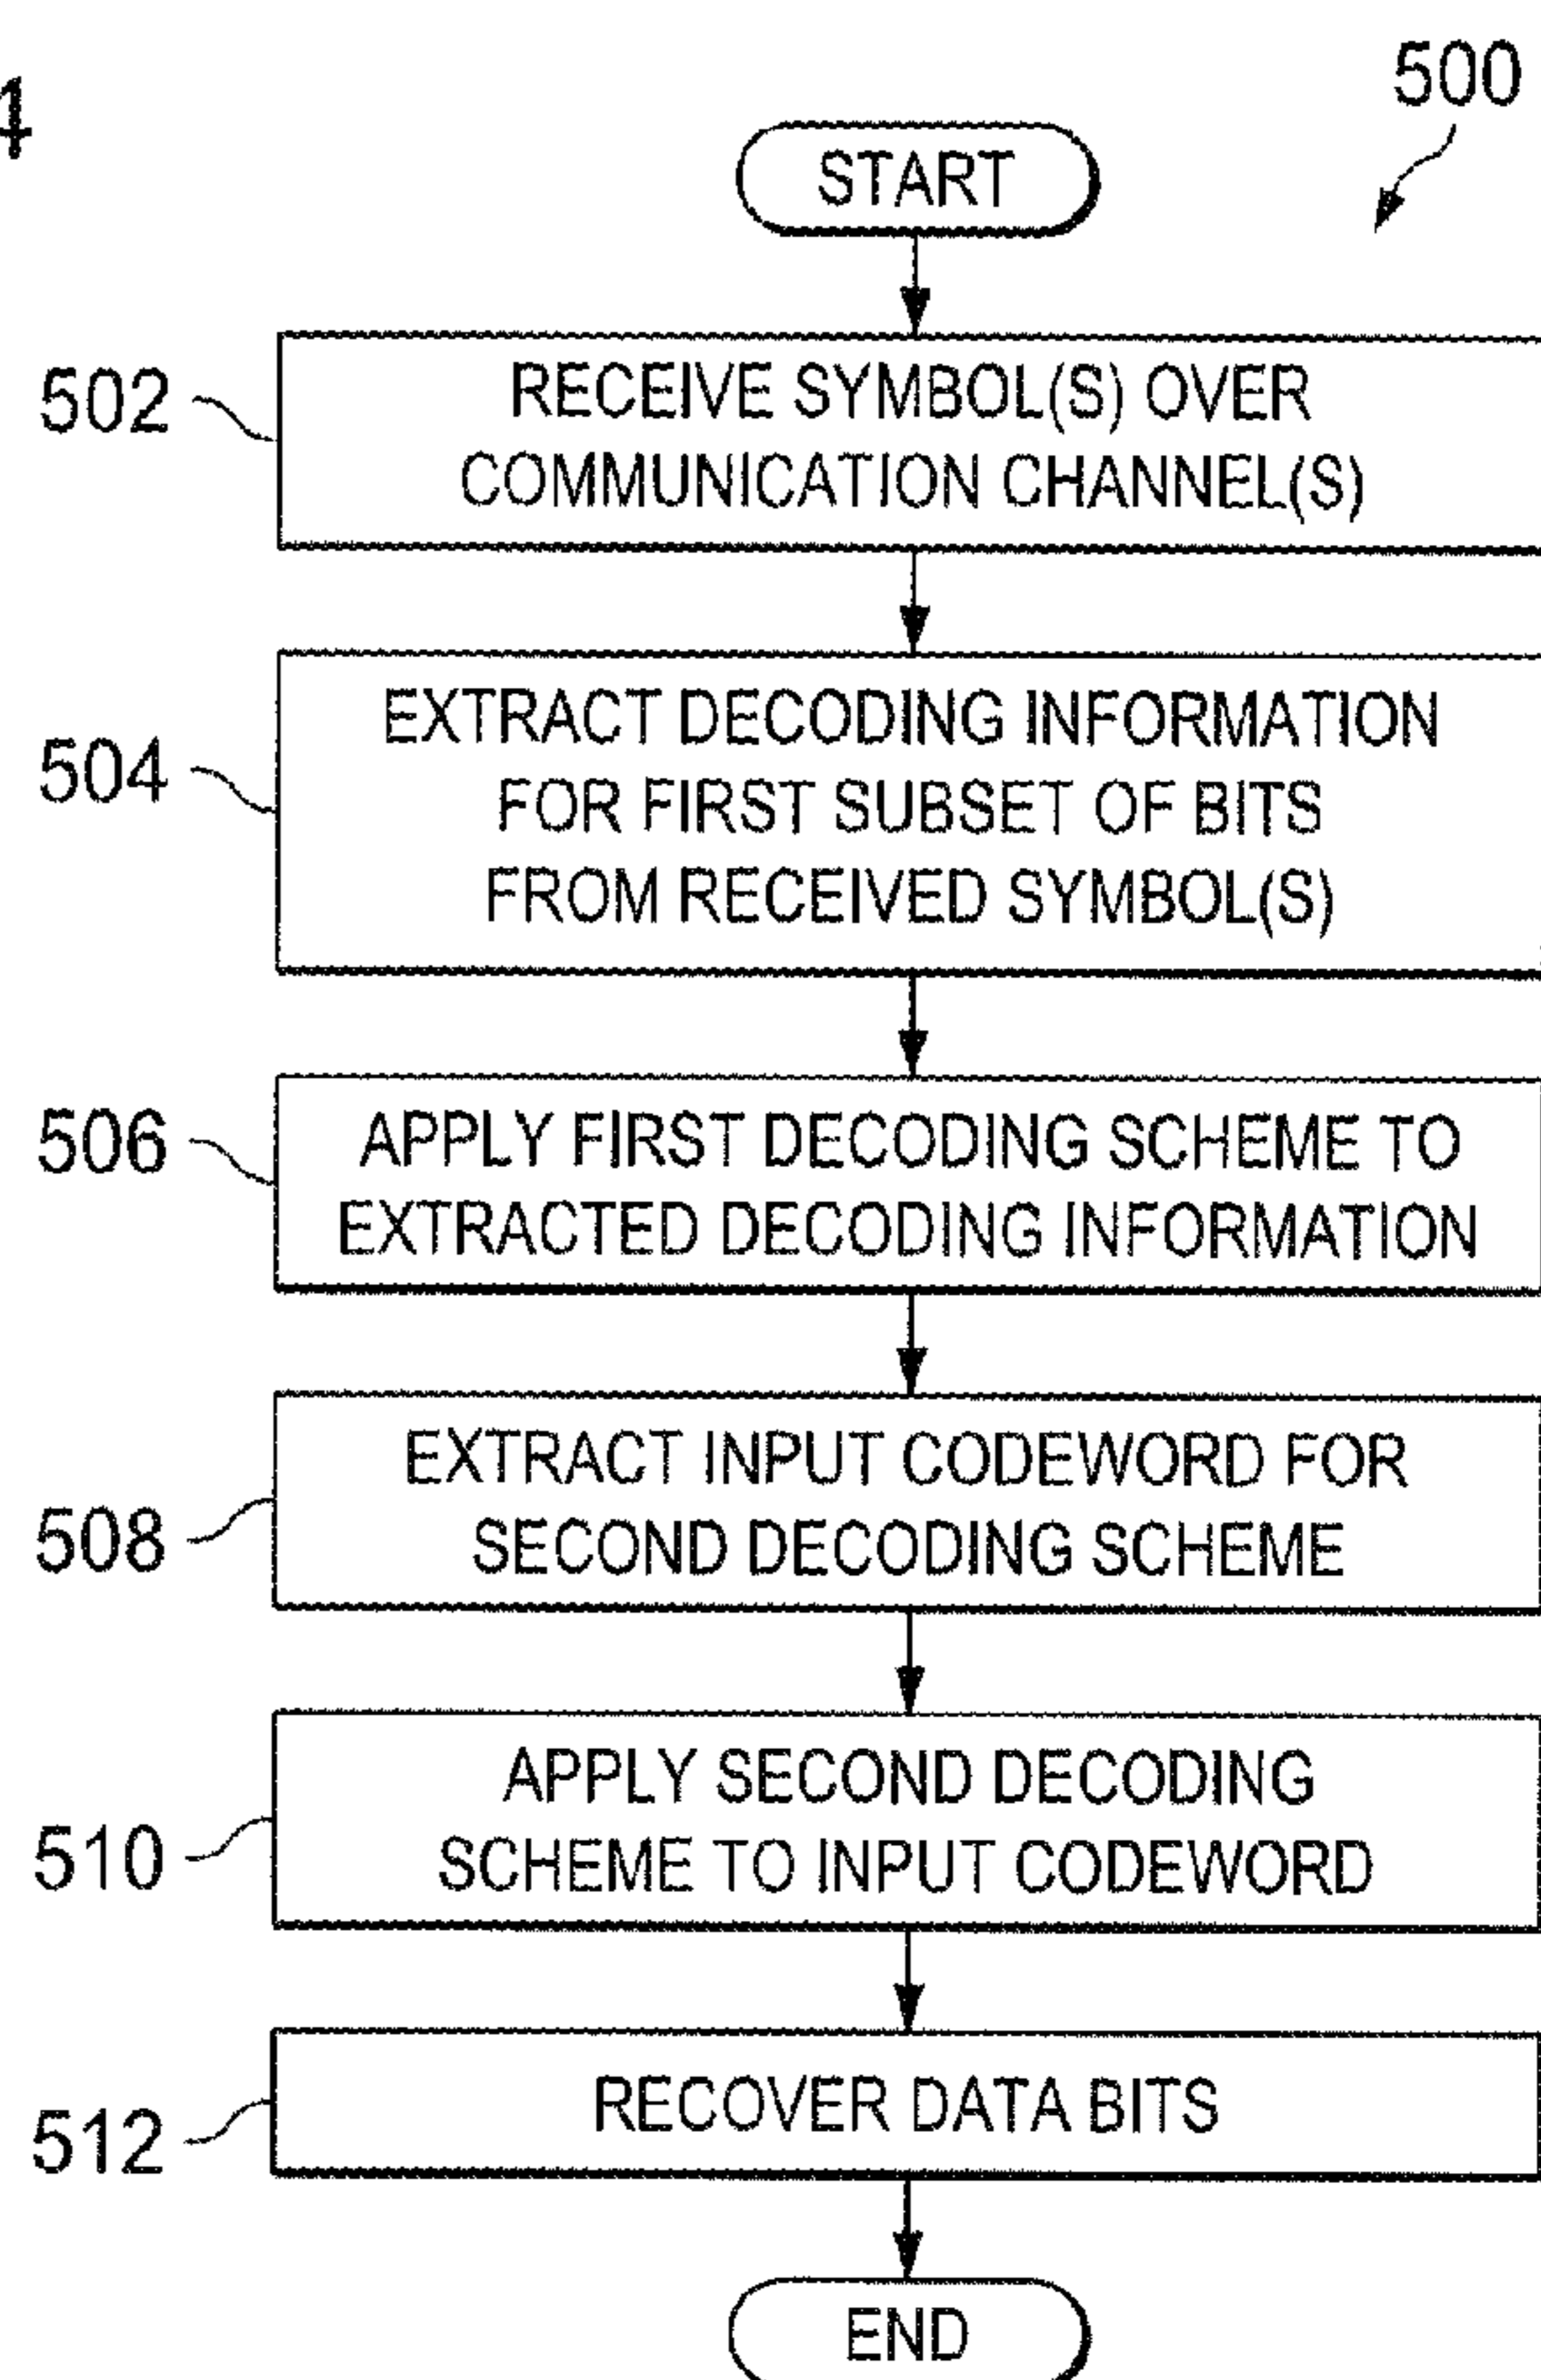 4
500
START
502
RECEIVE SYMBOL(S) OVER
COMMUNICATION CHANNEL(S)
504
EXTRACT DECODING INFORMATION
FOR FIRST SUBSET OF BITS
FROM RECEIVED SYMBOL(S)
506
APPLY FIRST DECODING SCHEME TO
EXTRACTED DECODING INFORMATION
508
EXTRACT INPUT CODEWORD FOR
SECOND DECODING SCHEME
510
APPLY SECOND DECODING
SCHEME TO INPUT CODEWORD
512
RECOVER DATA BITS
END